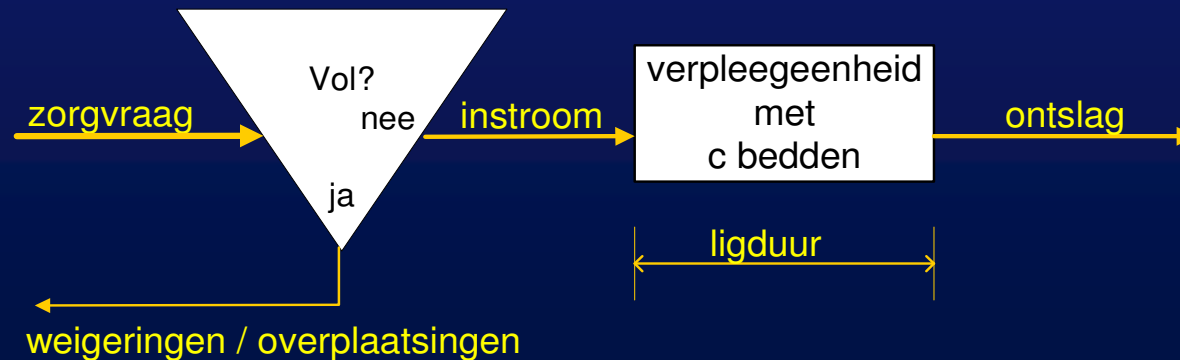 zorgvraag
Vol?
nee
ja
instroom
verpleegeenheid
met
c bedden
ontslag
ligduur
weigeringen / overplaatsingen